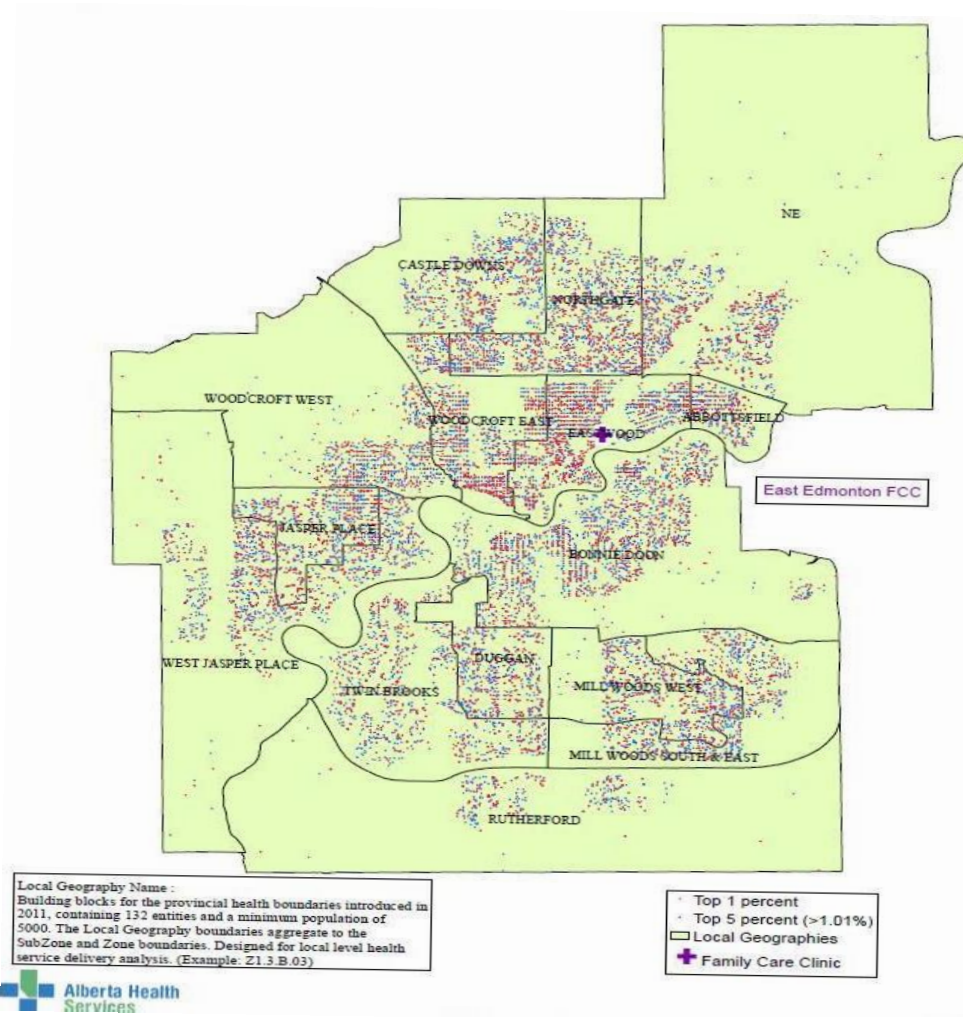 NE
CASTLE DOWNS
NORTHGATE
WOODCROFT WEST
WOODCROFT EAST
EASTWOOD
ABBOTTSFIELD
East Edmonton FCC
JASPER PLACE
BONNIE DOON
WEST JASPER PLACE
DUGGAN
TWIN BROOKS
MILL WOODS WEST
MILL WOODS SOUTH & EAST
RUTHERFORD
Local Geography Name :
Building blocks for the provincial health boundaries introduced in
2011, containing 132 entities and a minimum population of
5000. The Local Geography boundaries aggregate to the
SubZone and Zone boundaries. Designed for local level health
service delivery analysis. (Example: Z1.3.B.03)
Top 1 percent
Top 5 percent (>1.01%)
Local Geographies
Family Care Clinic
Alberta Health
Services